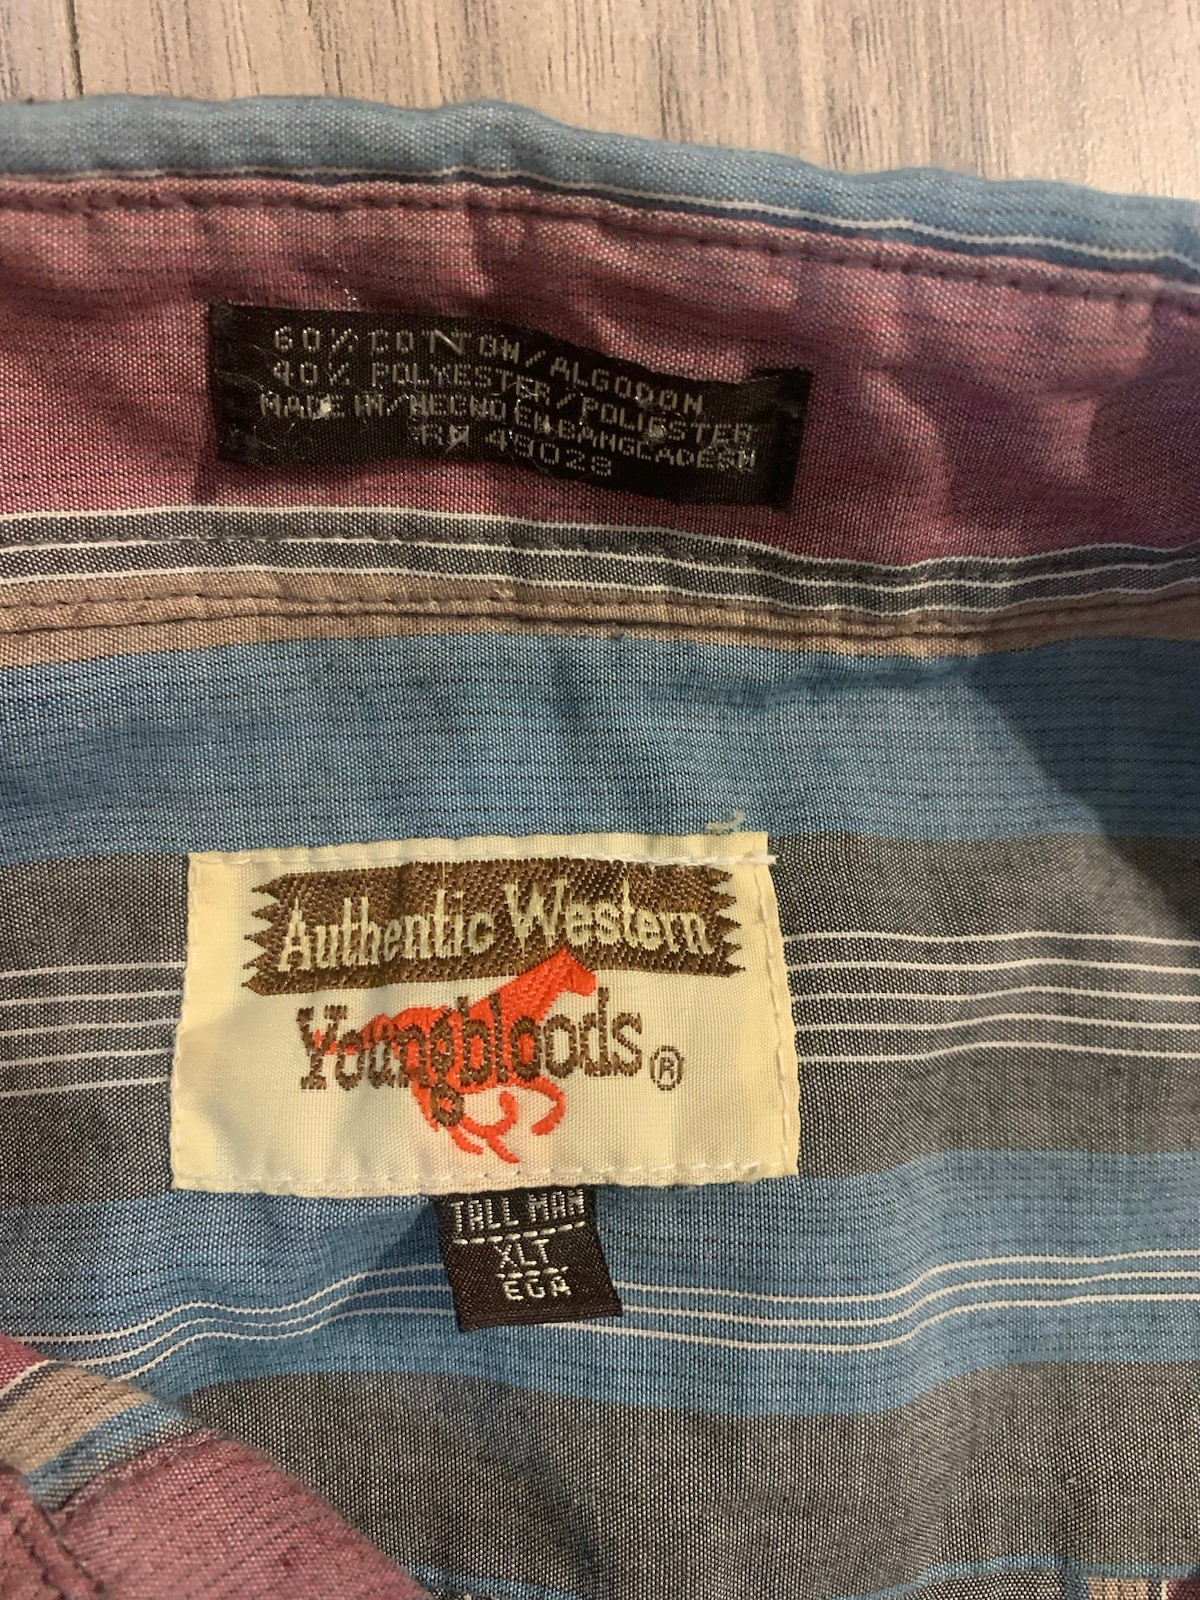 60% COTTON/ALGODON
40% POLYESTER/POLIESTER
MADE IN/HECHO EN BANGLADESH
RN 49028
Authentic Western
Youngbloods®
TALL MAN
XLT
EGA